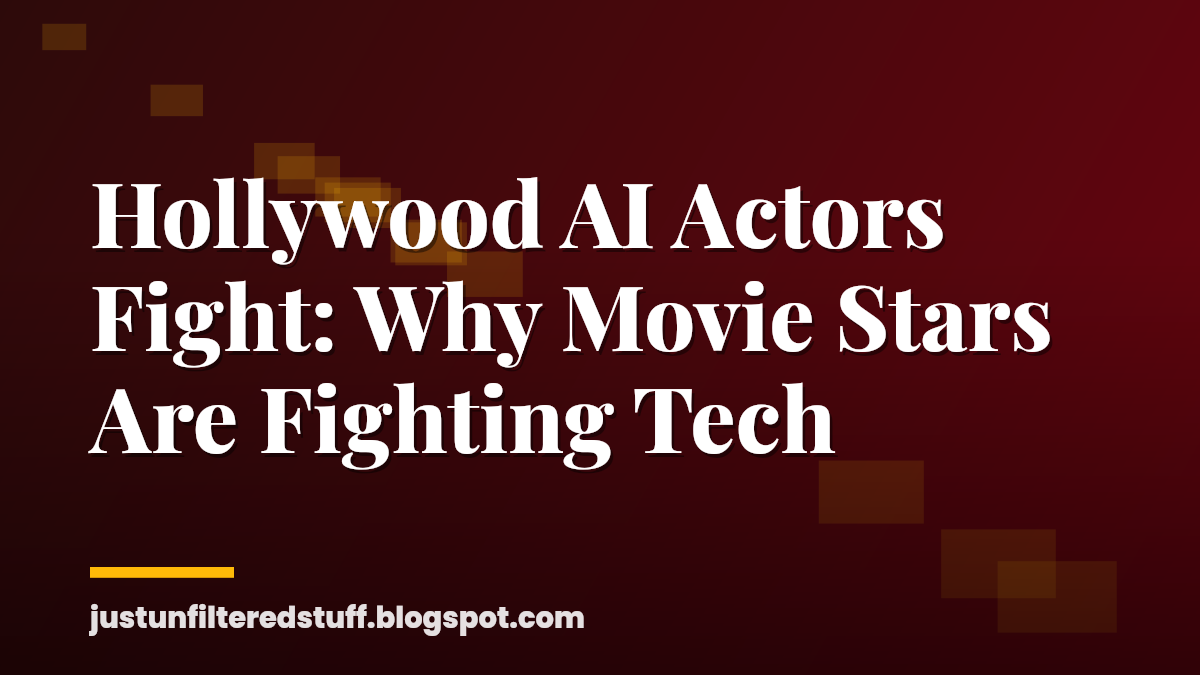 Hollywood AI Actors
Fight: Why Movie Stars
Are Fighting Tech
justunfilteredstuff.blogspot.com